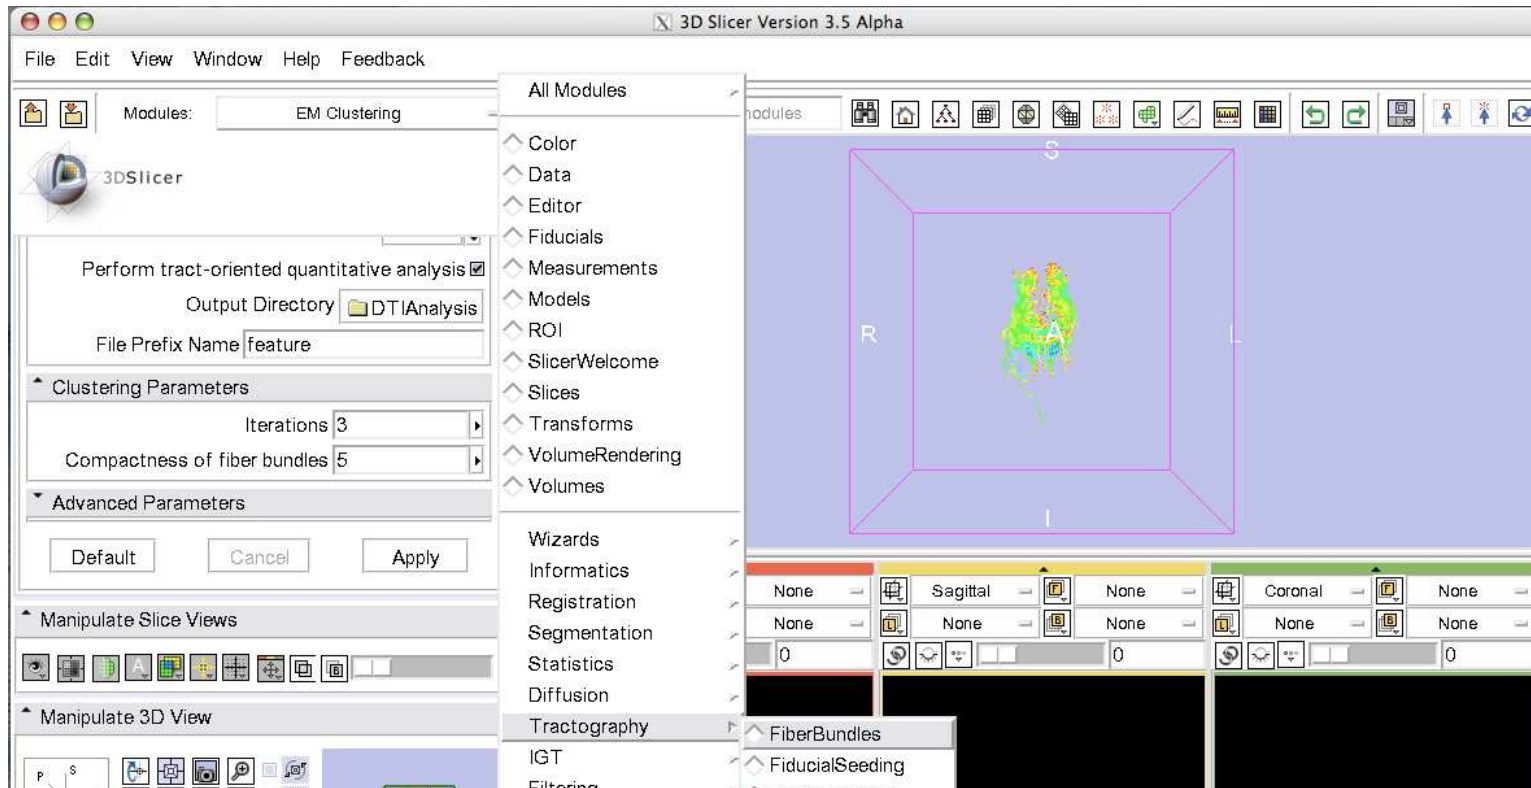 3D Slicer Version 3.5 Alpha
File Edit View Window Help Feedback
Modules: EM Clustering
3DSlicer
Perform tract-oriented quantitative analysis
Output Directory DTIAnalysis
File Prefix Name feature
Clustering Parameters
Iterations 3
Compactness of fiber bundles 5
Advanced Parameters
Default Cancel Apply
Manipulate Slice Views
Manipulate 3D View
P S
All Modules
Color
Data
Editor
Fiducials
Measurements
Models
ROI
SlicerWelcome
Slices
Transforms
VolumeRendering
Volumes
Wizards
Informatics
Registration
Segmentation
Statistics
Diffusion
Tractography
IGT
Filtering
FiberBundles
FiducialSeeding
S
R A L
I
None Sagittal None Coronal None
None None None None None
0 0 0